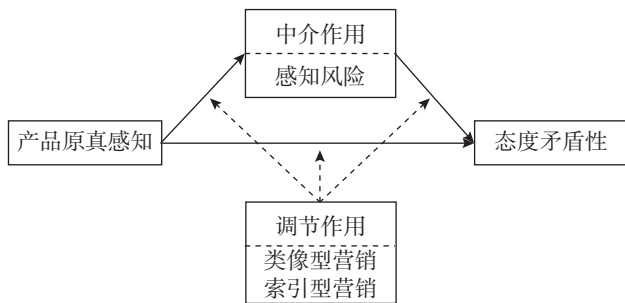 中介作用
感知风险
产品原真感知
态度矛盾性
调节作用
类像型营销
索引型营销